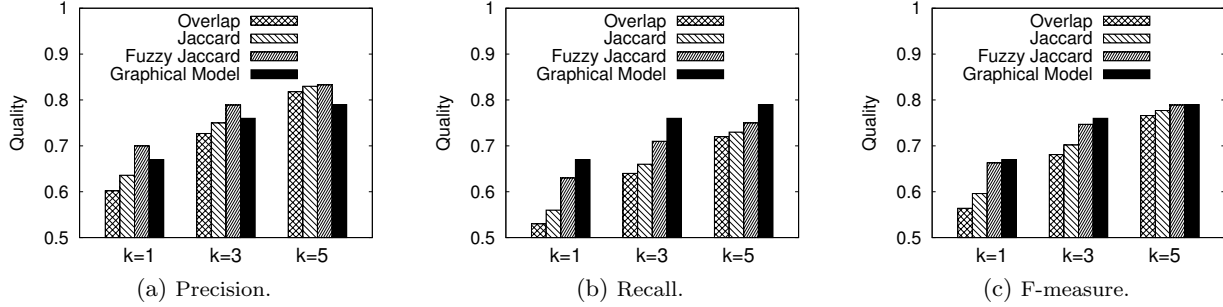 Quality
1
0.9
0.8
0.7
0.6
0.5
Overlap
Jaccard
Fuzzy Jaccard
Graphical Model
k=1 k=3 k=5
(a) Precision.
Quality
1
0.9
0.8
0.7
0.6
0.5
Overlap
Jaccard
Fuzzy Jaccard
Graphical Model
k=1 k=3 k=5
(b) Recall.
Quality
1
0.9
0.8
0.7
0.6
0.5
Overlap
Jaccard
Fuzzy Jaccard
Graphical Model
k=1 k=3 k=5
(c) F-measure.